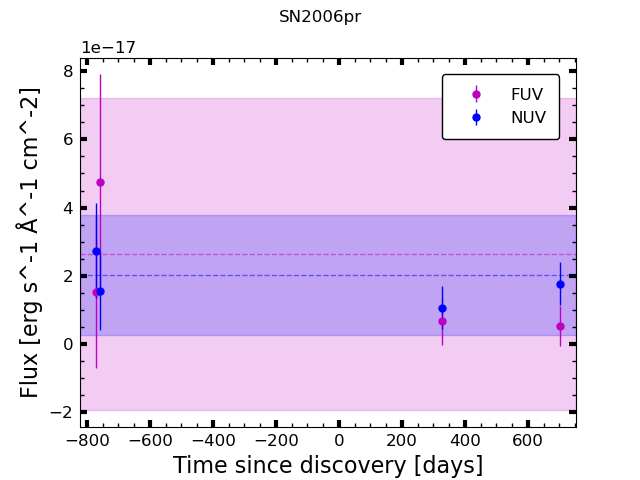 SN2006pr
1e−17
8
6
4
2
0
−2
Flux [erg s^-1 Å^-1 cm^-2]
FUV
NUV
−800 −600 −400 −200 0 200 400 600
Time since discovery [days]